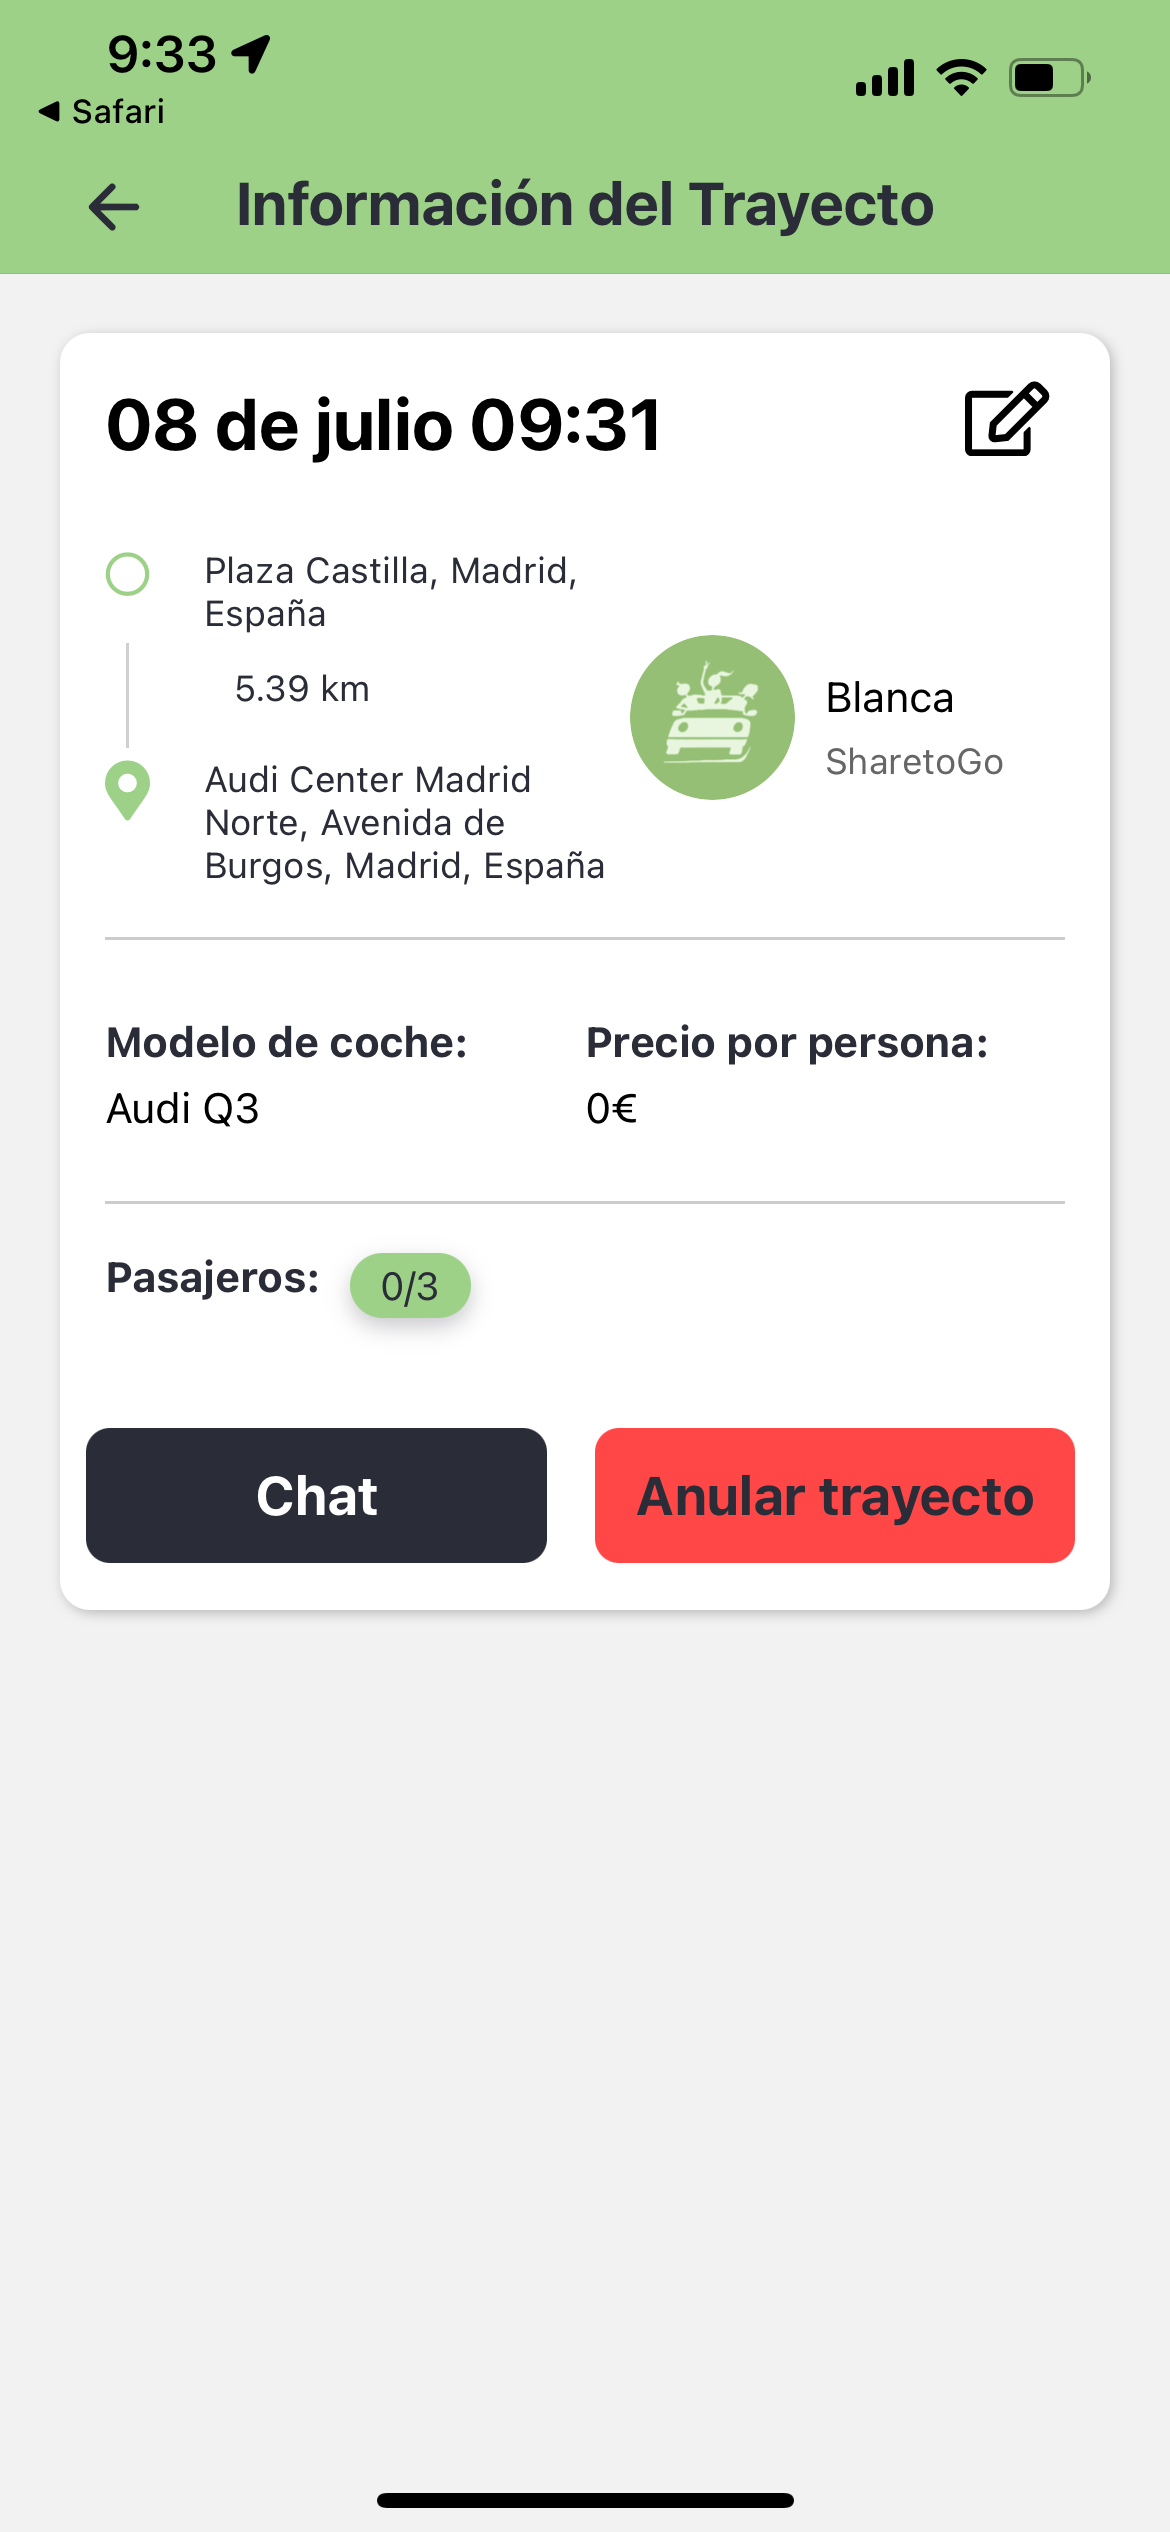 9:33
Safari
Información del Trayecto
08 de julio 09:31
Plaza Castilla, Madrid,
España
5.39 km
Audi Center Madrid
Norte, Avenida de
Burgos, Madrid, España
Blanca
SharetoGo
Modelo de coche:
Audi Q3
Precio por persona:
0€
Pasajeros:
0/3
Chat
Anular trayecto